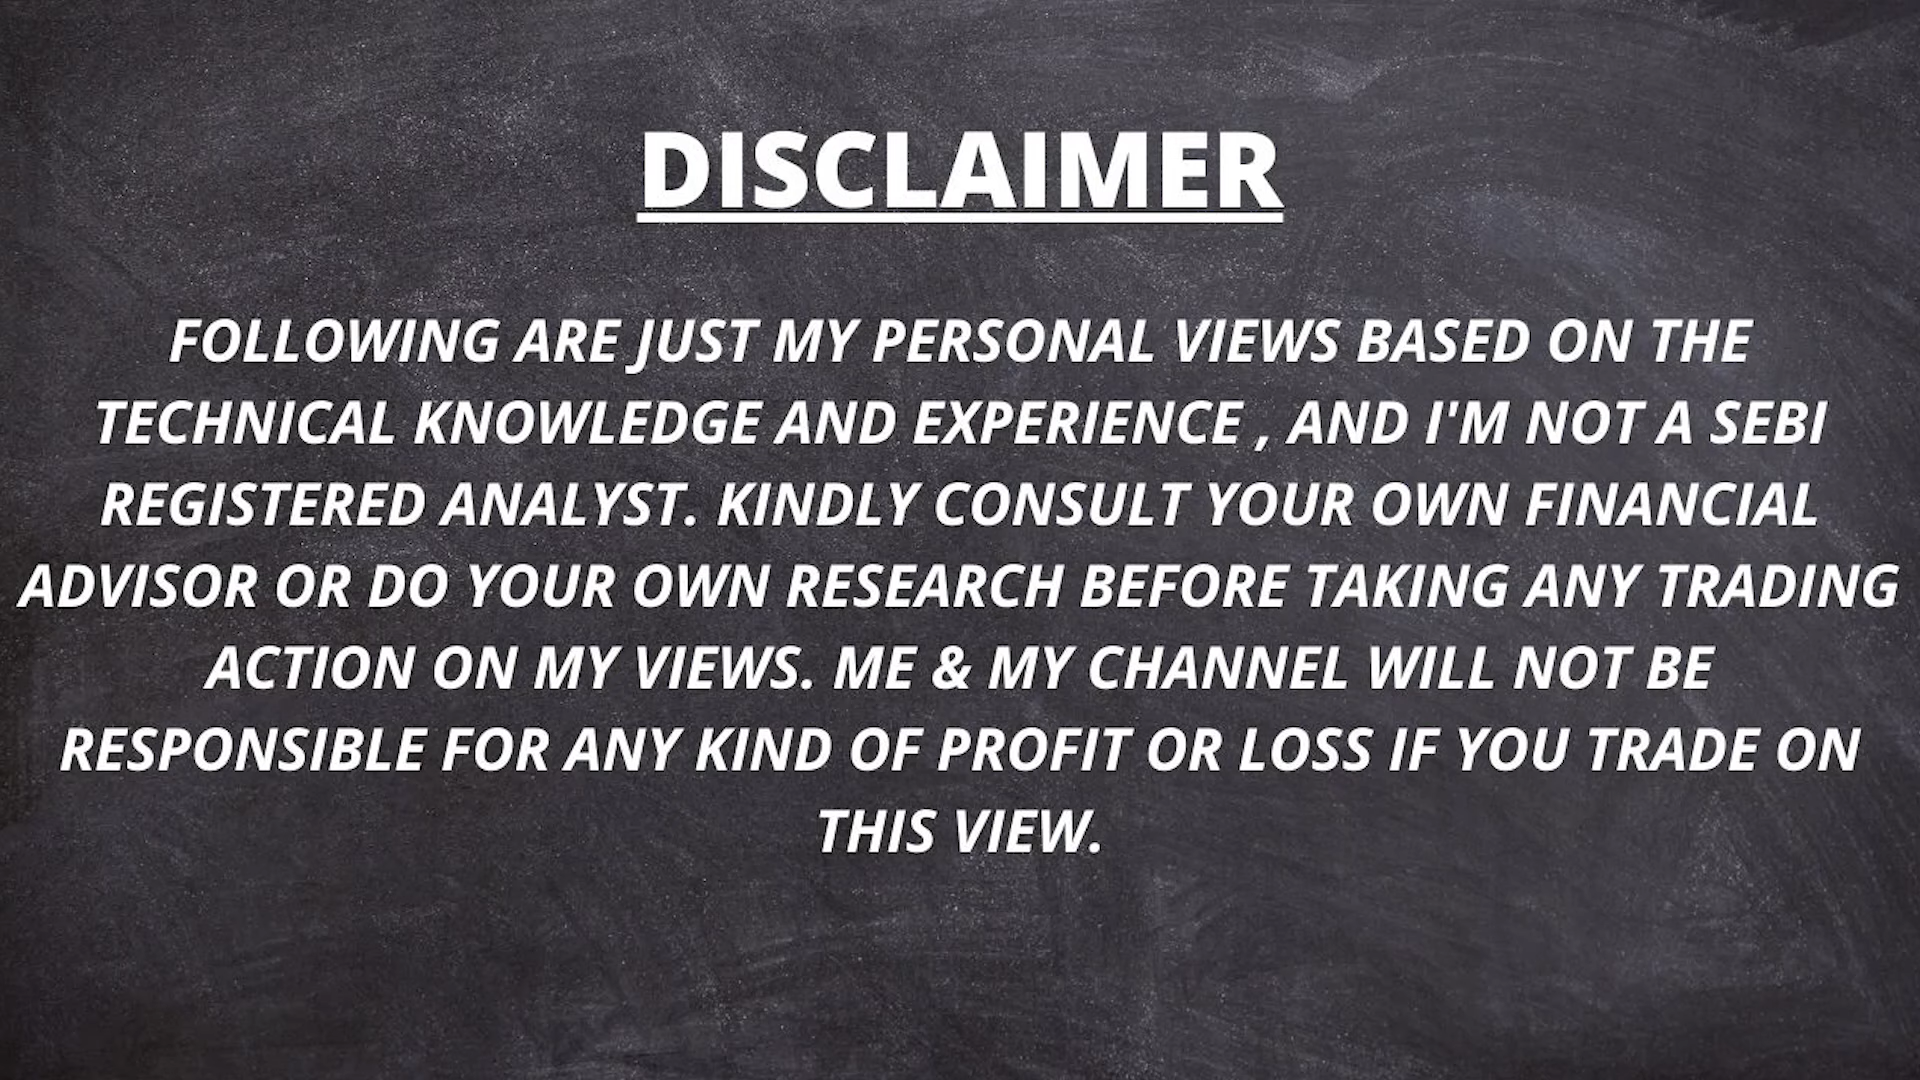 DISCLAIMER
FOLLOWING ARE JUST MY PERSONAL VIEWS BASED ON THE
TECHNICAL KNOWLEDGE AND EXPERIENCE , AND I'M NOT A SEBI
REGISTERED ANALYST. KINDLY CONSULT YOUR OWN FINANCIAL
ADVISOR OR DO YOUR OWN RESEARCH BEFORE TAKING ANY TRADING
ACTION ON MY VIEWS. ME & MY CHANNEL WILL NOT BE
RESPONSIBLE FOR ANY KIND OF PROFIT OR LOSS IF YOU TRADE ON
THIS VIEW.